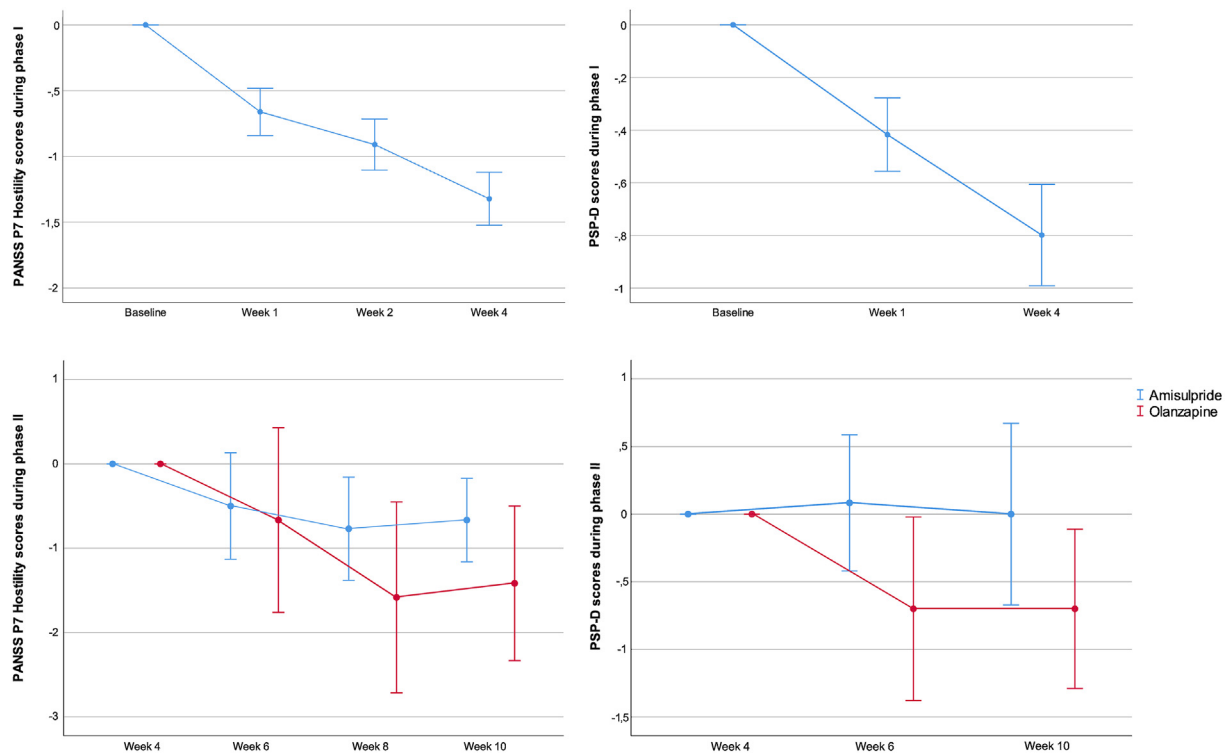 PANSS P7 Hostility scores during phase I
0
-,5
-1
-1,5
-2
Baseline
Week 1
Week 2
Week 4
PSP-D scores during phase I
0
-,2
-,4
-,6
-,8
-1
Baseline
Week 1
Week 4
PANSS P7 Hostility scores during phase II
1
0
-1
-2
-3
Week 4
Week 6
Week 8
Week 10
PSP-D scores during phase II
1
,5
0
-,5
-1
-1,5
Week 4
Week 6
Week 10
Amisulpride
Olanzapine